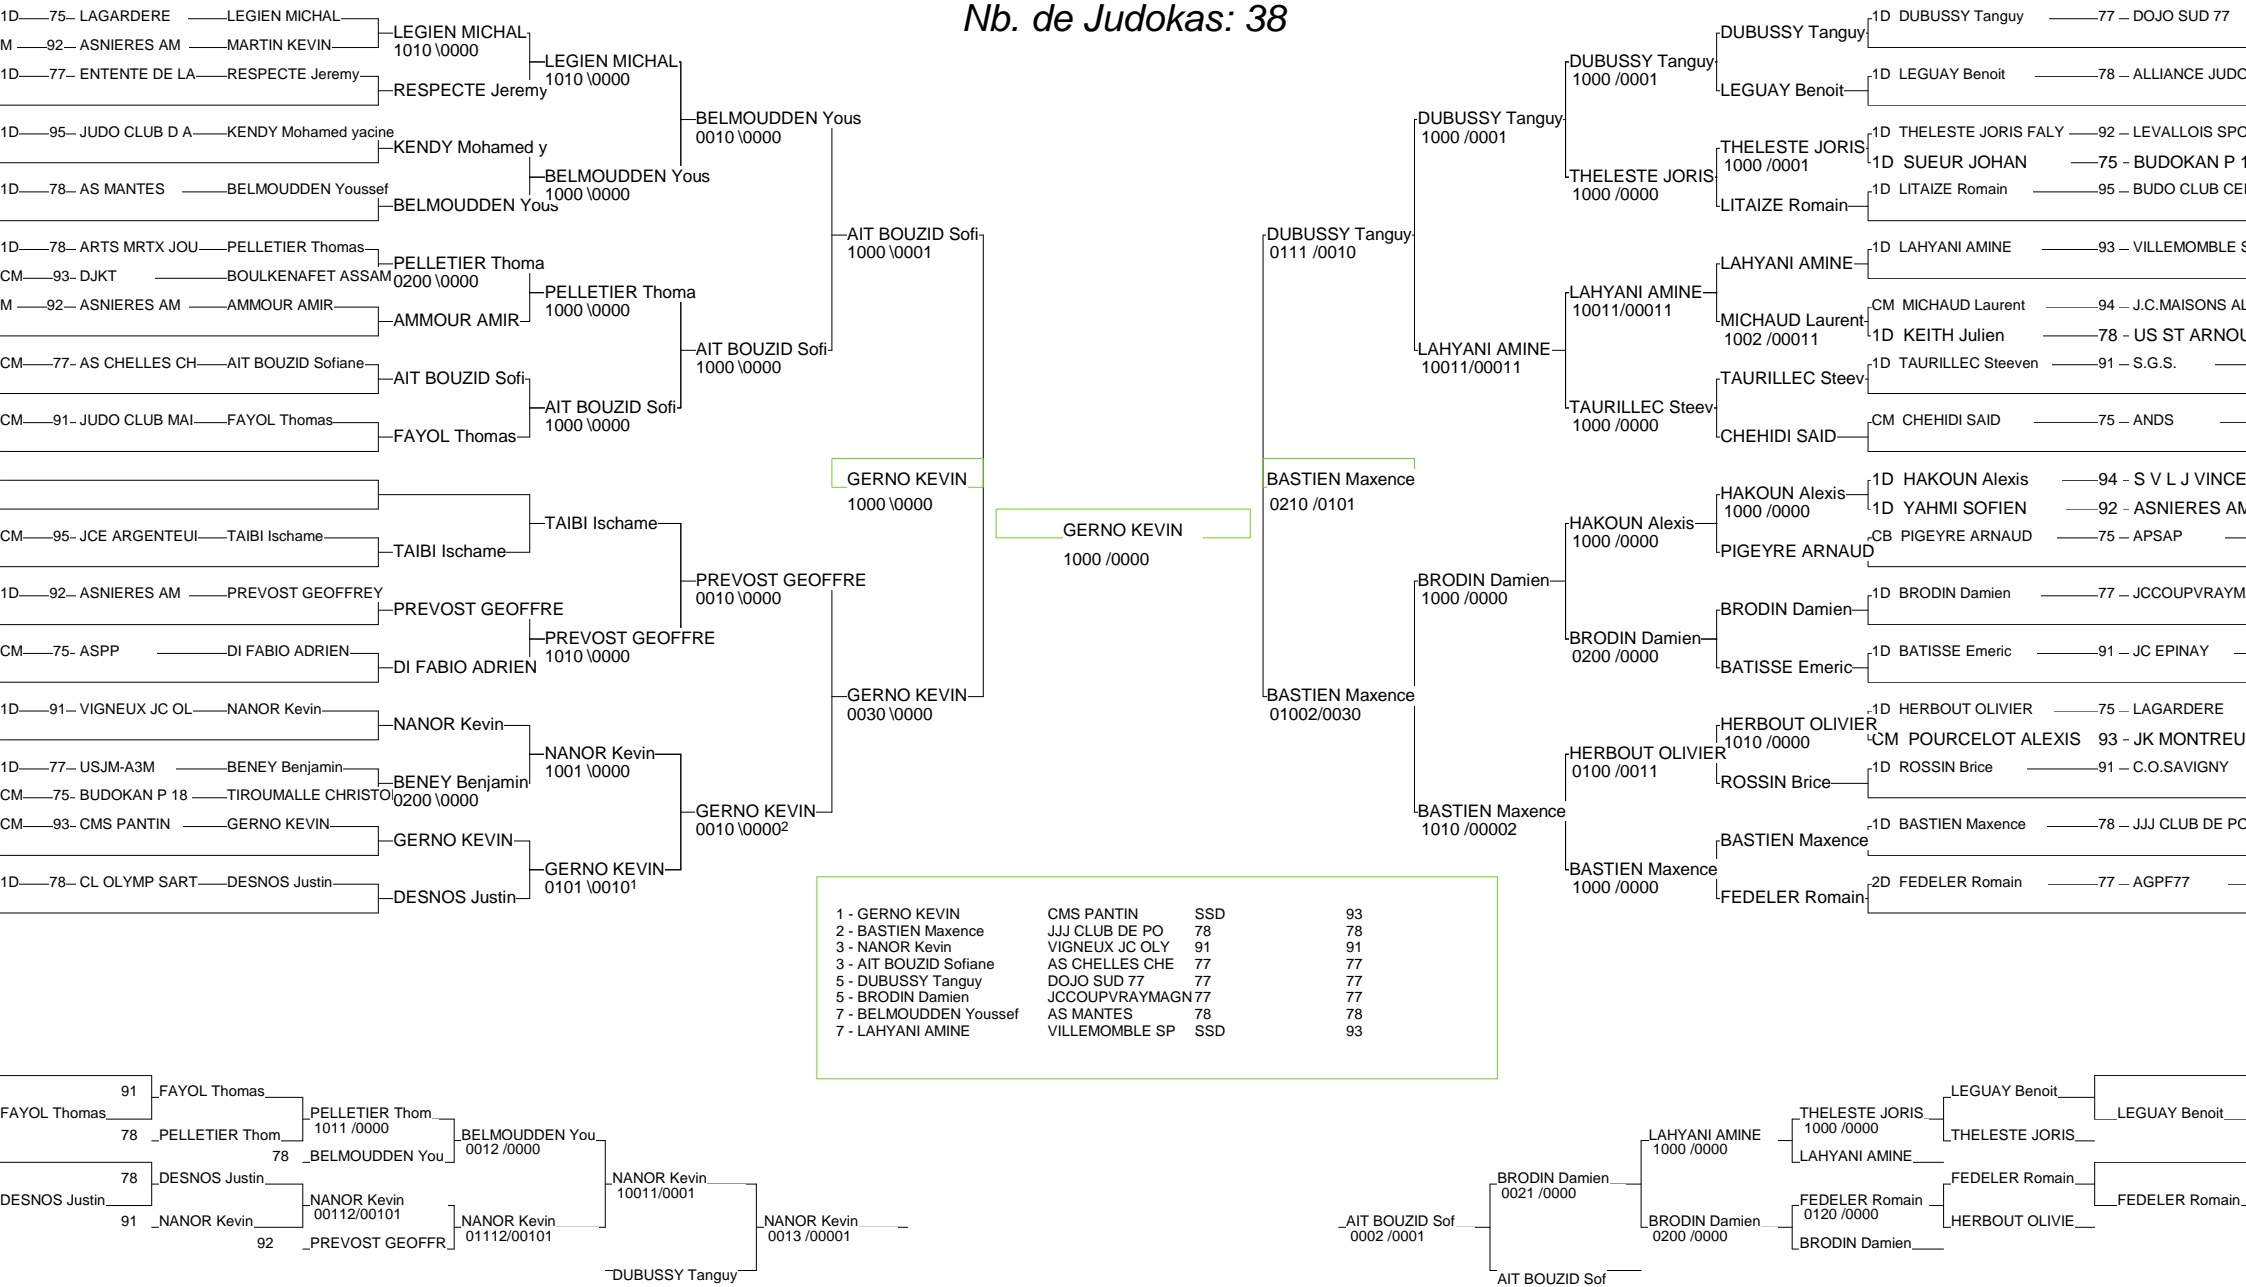 Nb. de Judokas: 38
1D 75 LAGARDERE LEGIEN MICHAL
M 92 ASNIERES AM MARTIN KEVIN
1D 77 ENTENTE DE LA RESPECTE Jeremy
1D 95 JUDO CLUB D A KENDY Mohamed yacine
1D 78 AS MANTES BELMOUDDEN Youssef
1D 78 ARTS MRTX JOU PELLETIER Thomas
CM 93 DJKT BOULKENAFET ASSAM
M 92 ASNIERES AM AMMOUR AMIR
CM 77 AS CHELLES CH AIT BOUZID Sofiane
CM 91 JUDO CLUB MAI FAYOL Thomas
CM 95 JCE ARGENTEUI TAIBI Ischame
1D 92 ASNIERES AM PREVOST GEOFFREY
CM 75 ASPP DI FABIO ADRIEN
1D 91 VIGNEUX JC OL NANOR Kevin
1D 77 USJM-A3M BENEY Benjamin
CM 75 BUDOKAN P 18 TIROUMALLE CHRISTO
CM 93 CMS PANTIN GERNO KEVIN
1D 78 CL OLYMP SART DESNOS Justin
LEGIEN MICHAL
1010 \0000
RESPECTE Jeremy
KENDY Mohamed y
BELMOUDDEN Yous
PELLETIER Thoma
0200 \0000
AMMOUR AMIR
AIT BOUZID Sofi
FAYOL Thomas
TAIBI Ischame
PREVOST GEOFFRE
DI FABIO ADRIEN
NANOR Kevin
BENEY Benjamin
0200 \0000
GERNO KEVIN
DESNOS Justin
LEGIEN MICHAL
1010 \0000
BELMOUDDEN Yous
1000 \0000
PELLETIER Thoma
1000 \0000
AIT BOUZID Sofi
1000 \0000
TAIBI Ischame
PREVOST GEOFFRE
1010 \0000
NANOR Kevin
1001 \0000
GERNO KEVIN
0101 \0010 1
BELMOUDDEN Yous
0010 \0000
AIT BOUZID Sofi
1000 \0000
PREVOST GEOFFRE
0010 \0000
GERNO KEVIN
0010 \0000 2
AIT BOUZID Sofi
1000 \0001
GERNO KEVIN
0030 \0000
GERNO KEVIN
1000 \0000
GERNO KEVIN
1000 /0000
BASTIEN Maxence
0210 /0101
DUBUSSY Tanguy
0111 /0010
BASTIEN Maxence
01002/0030
DUBUSSY Tanguy
1000 /0001
LAHYANI AMINE
10011/00011
BRODIN Damien
1000 /0000
BASTIEN Maxence
1010 /00002
DUBUSSY Tanguy
1000 /0001
THELESTE JORIS
1000 /0000
LAHYANI AMINE
10011/00011
TAURILLEC Steev
1000 /0000
HAKOUN Alexis
1000 /0000
BRODIN Damien
0200 /0000
HERBOUT OLIVIER
0100 /0011
BASTIEN Maxence
1000 /0000
DUBUSSY Tanguy
LEGUAY Benoit
THELESTE JORIS
1000 /0001
LITAIZE Romain
LAHYANI AMINE
MICHAUD Laurent
1002 /00011
TAURILLEC Steev
CHEHIDI SAID
HAKOUN Alexis
1000 /0000
PIGEYRE ARNAUD
BRODIN Damien
BATISSE Emeric
HERBOUT OLIVIER
1010 /0000
ROSSIN Brice
BASTIEN Maxence
FEDELER Romain
1D DUBUSSY Tanguy 77 DOJO SUD 77
1D LEGUAY Benoit 78 ALLIANCE JUDO
1D THELESTE JORIS FALY 92 LEVALLOIS SPO
1D SUEUR JOHAN 75 - BUDOKAN P 1
1D LITAIZE Romain 95 BUDO CLUB CE
1D LAHYANI AMINE 93 VILLEMOMBLE S
CM MICHAUD Laurent 94 J.C.MAISONS AL
1D KEITH Julien 78 - US ST ARNOU
1D TAURILLEC Steeven 91 S.G.S.
CM CHEHIDI SAID 75 ANDS
1D HAKOUN Alexis 94 - S V L J VINCE
1D YAHMI SOFIEN 92 - ASNIERES AM
CB PIGEYRE ARNAUD 75 APSAP
1D BRODIN Damien 77 JCCOUPVRAYM
1D BATISSE Emeric 91 JC EPINAY
1D HERBOUT OLIVIER 75 LAGARDERE
CM POURCELOT ALEXIS 93 - JK MONTREU
1D ROSSIN Brice 91 C.O.SAVIGNY
1D BASTIEN Maxence 78 JJJ CLUB DE PO
2D FEDELER Romain 77 AGPF77
1 - GERNO KEVIN CMS PANTIN SSD 93
2 - BASTIEN Maxence JJJ CLUB DE PO 78 78
3 - NANOR Kevin VIGNEUX JC OLY 91 91
3 - AIT BOUZID Sofiane AS CHELLES CHE 77 77
5 - DUBUSSY Tanguy DOJO SUD 77 77 77
5 - BRODIN Damien JCCOUPVRAYMAGN 77 77
7 - BELMOUDDEN Youssef AS MANTES 78 78
7 - LAHYANI AMINE VILLEMOMBLE SP SSD 93
FAYOL Thomas
DESNOS Justin
91 FAYOL Thomas
78 PELLETIER Thom
78 DESNOS Justin
91 NANOR Kevin
PELLETIER Thom
1011 /0000
78 BELMOUDDEN You
NANOR Kevin
00112/00101
92 PREVOST GEOFFR
BELMOUDDEN You
0012 /0000
NANOR Kevin
01112/00101
NANOR Kevin
10011/0001
DUBUSSY Tanguy
NANOR Kevin
0013 /00001
AIT BOUZID Sof
0002 /0001
BRODIN Damien
0021 /0000
AIT BOUZID Sof
LAHYANI AMINE
1000 /0000
BRODIN Damien
0200 /0000
THELESTE JORIS
1000 /0000
LAHYANI AMINE
FEDELER Romain
0120 /0000
BRODIN Damien
LEGUAY Benoit
THELESTE JORIS
FEDELER Romain
HERBOUT OLIVIE
LEGUAY Benoit
FEDELER Romain